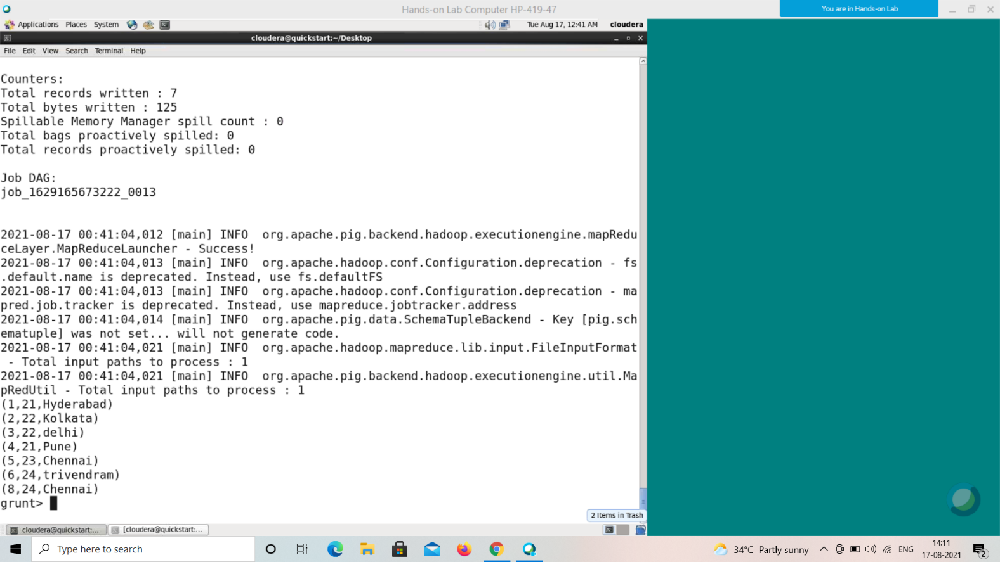 Hands-on Lab Computer HP-419-47
You are in Hands-on Lab
Applications Places System
Tue Aug 17, 12:41 AM cloudera
cloudera@quickstart:~/Desktop
File Edit View Search Terminal Help
Counters:
Total records written : 7
Total bytes written : 125
Spillable Memory Manager spill count : 0
Total bags proactively spilled: 0
Total records proactively spilled: 0
Job DAG:
job_1629165673222_0013
2021-08-17 00:41:04,012 [main] INFO  org.apache.pig.backend.hadoop.executionengine.mapRedu
ceLayer.MapReduceLauncher - Success!
2021-08-17 00:41:04,013 [main] INFO  org.apache.hadoop.conf.Configuration.deprecation - fs
.default.name is deprecated. Instead, use fs.defaultFS
2021-08-17 00:41:04,013 [main] INFO  org.apache.hadoop.conf.Configuration.deprecation - ma
pred.job.tracker is deprecated. Instead, use mapreduce.jobtracker.address
2021-08-17 00:41:04,014 [main] INFO  org.apache.pig.data.SchemaTupleBackend - Key [pig.sch
ematuple] was not set... will not generate code.
2021-08-17 00:41:04,021 [main] INFO  org.apache.hadoop.mapreduce.lib.input.FileInputFormat
 - Total input paths to process : 1
2021-08-17 00:41:04,021 [main] INFO  org.apache.pig.backend.hadoop.executionengine.util.Ma
pRedUtil - Total input paths to process : 1
(1,21,Hyderabad)
(2,22,Kolkata)
(3,22,delhi)
(4,21,Pune)
(5,23,Chennai)
(6,24,trivendram)
(8,24,Chennai)
grunt>
2 Items in Trash
cloudera@quickstart:...
[cloudera@quickstart:...
Type here to search
34°C Partly sunny
ENG
14:11
17-08-2021
2